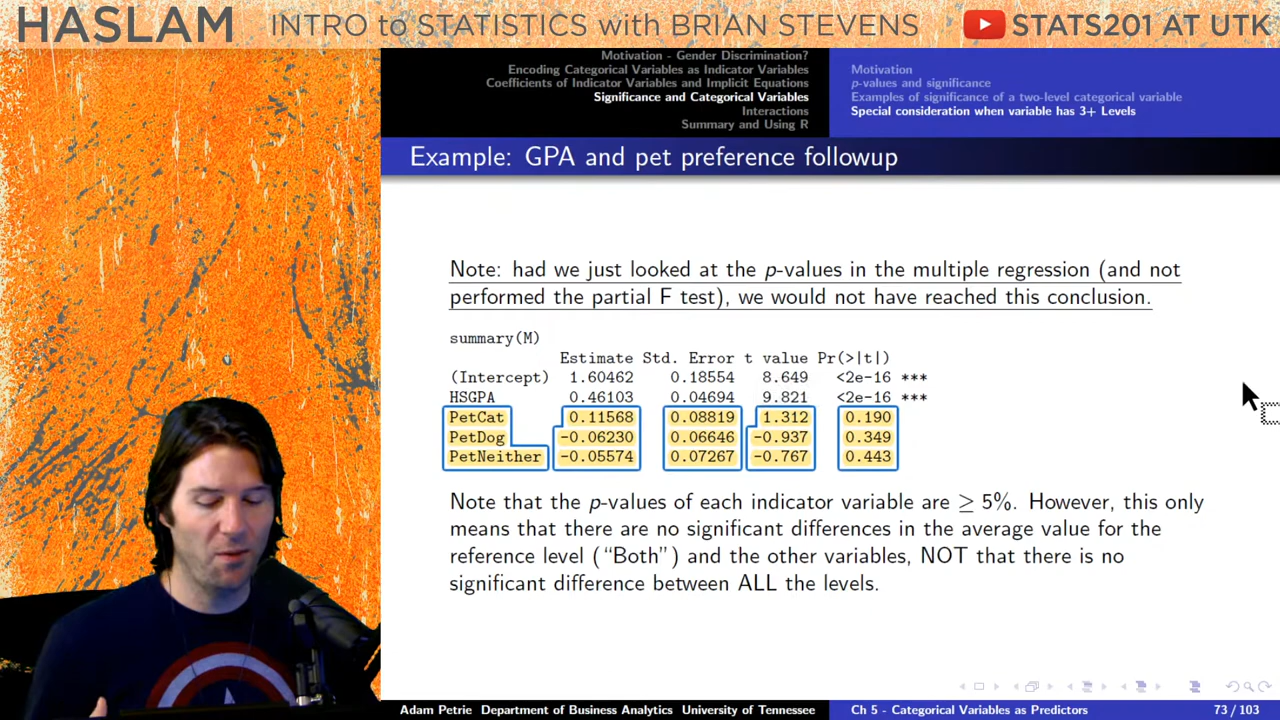 HASLAM INTRO to STATISTICS with BRIAN STEVENS STATS201 AT UTK
Motivation - Gender Discrimination?
Encoding Categorical Variables as Indicator Variables
Coefficients of Indicator Variables and Implicit Equations
Significance and Categorical Variables
Interactions
Summary and Using R
Motivation
p-values and significance
Examples of significance of a two-level categorical variable
Special consideration when variable has 3+ Levels
Example: GPA and pet preference followup
Note: had we just looked at the p-values in the multiple regression (and not
performed the partial F test), we would not have reached this conclusion.
summary(M)
Estimate Std. Error t value Pr(>|t|)
(Intercept) 1.60462 0.18554 8.649 <2e-16 ***
HSGPA 0.46103 0.04694 9.821 <2e-16 ***
PetCat 0.11568 0.08819 1.312 0.190
PetDog -0.06230 0.06646 -0.937 0.349
PetNeither -0.05574 0.07267 -0.767 0.443
Note that the p-values of each indicator variable are ≥ 5%. However, this only
means that there are no significant differences in the average value for the
reference level (“Both”) and the other variables, NOT that there is no
significant difference between ALL the levels.
Adam Petrie Department of Business Analytics University of Tennessee Ch 5 - Categorical Variables as Predictors 73 / 103